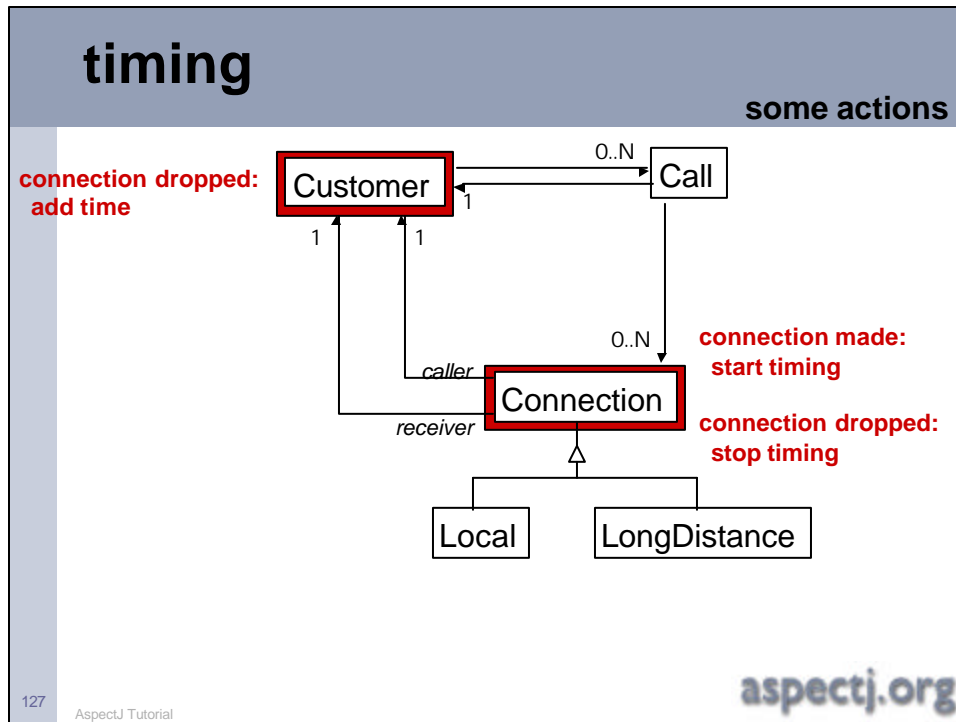 timing
some actions
connection dropped:
add time
Customer
0..N
Call
1
1
1
0..N
connection made:
start timing
caller
Connection
receiver
connection dropped:
stop timing
Local
LongDistance
127
AspectJ Tutorial
aspectj.org